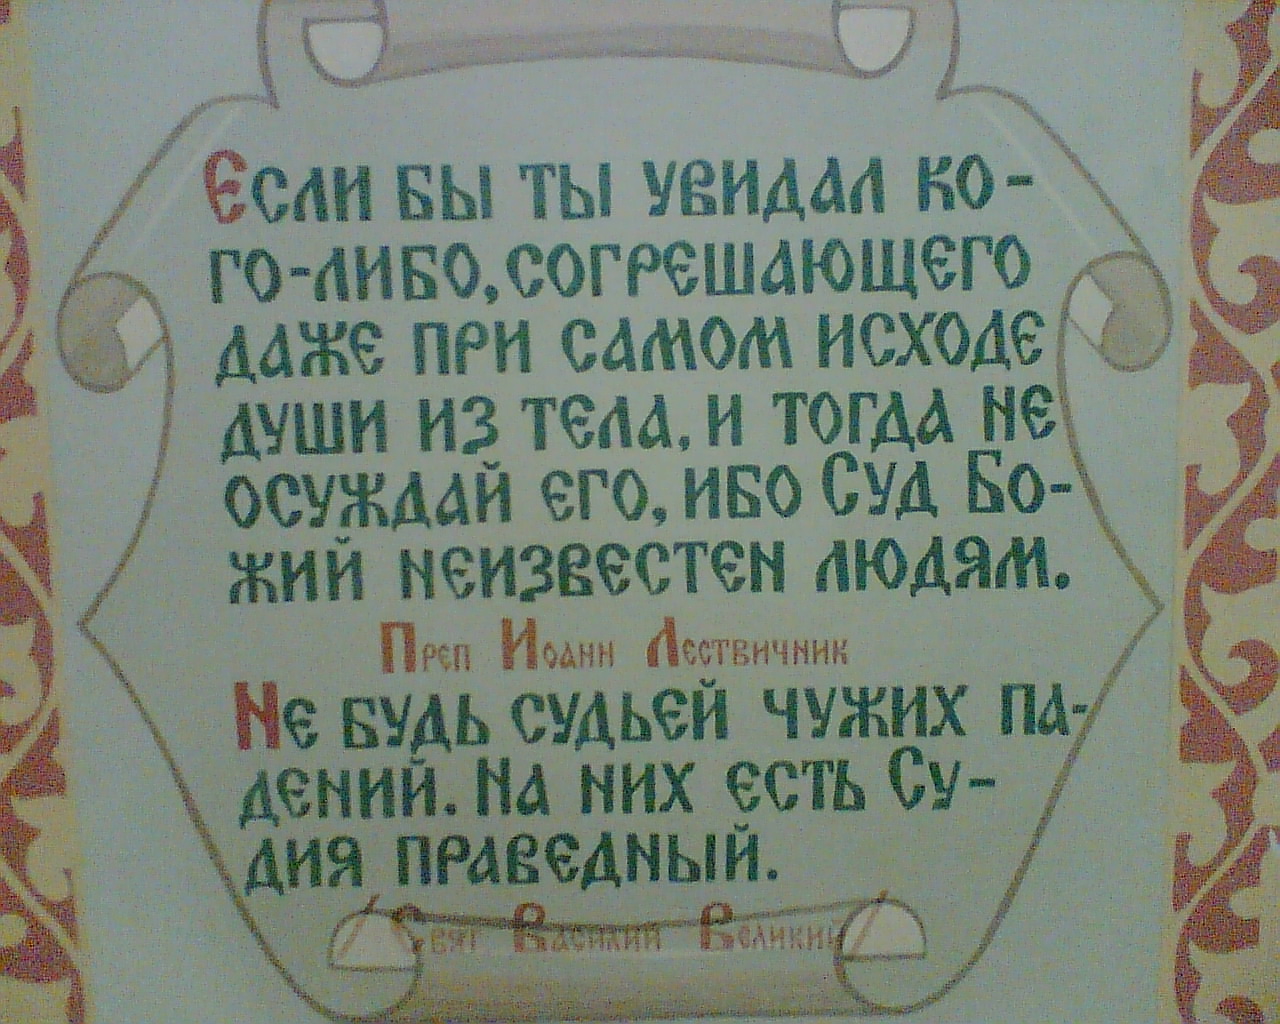 Если бы ты увидал ко-
го-либо, согрешающего
даже при самом исходе
души из тела, и тогда не
осуждай его, ибо Суд Бо-
жий неизвестен людям.
Преп Иоанн Лествичник
Не будь судьей чужих па-
дений. На них есть Су-
дия праведный.
Свят Василий Великий